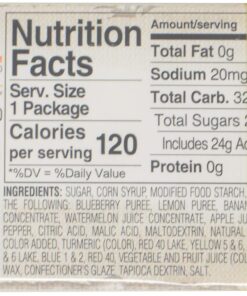 Nutrition
Facts
Serv. Size
1 Package
Calories
per serving 120
*%DV = %Daily Value
Amount/serving
Total Fat 0g
Sodium 20mg
Total Carb. 32
Total Sugars 2
Includes 24g A
Protein 0g
INGREDIENTS: SUGAR, CORN SYRUP, MODIFIED FOOD STARCH,
THE FOLLOWING: BLUEBERRY PUREE, LEMON PUREE, BANAN
CONCENTRATE, WATERMELON JUICE CONCENTRATE, APPLE JUI
PEPPER, CITRIC ACID, MALIC ACID, MALTODEXTRIN, NATURAL
COLOR ADDED, TURMERIC (COLOR), RED 40 LAKE, YELLOW 5 & 6,
& 6 LAKE, BLUE 1 & 2, RED 40, VEGETABLE AND FRUIT JUICE (COL
WAX, CONFECTIONER'S GLAZE, TAPIOCA DEXTRIN, SALT.